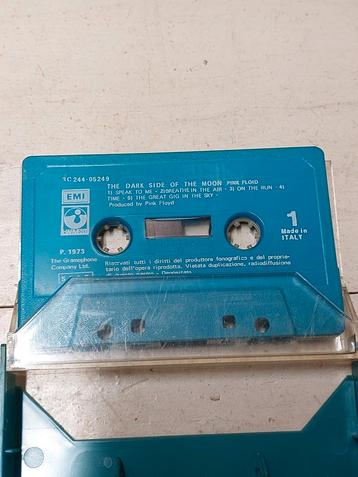 3C 244-05249
THE DARK SIDE OF THE MOON PINK FLOID
1) SPEAK TO ME - 2) BREATHE IN THE AIR - 3) ON THE RUN - 4)
TIME - 5) THE GREAT GIG IN THE SKY -
Produced by Pink Floyd
EMI
P. 1973
The Gramophone
Company Ltd.
1
Made in
ITALY
Riservati tutti i diritti del produttore fonografico e del proprie-
tario dell'opera riprodotta. Vietata duplicazione, radiodiffusione